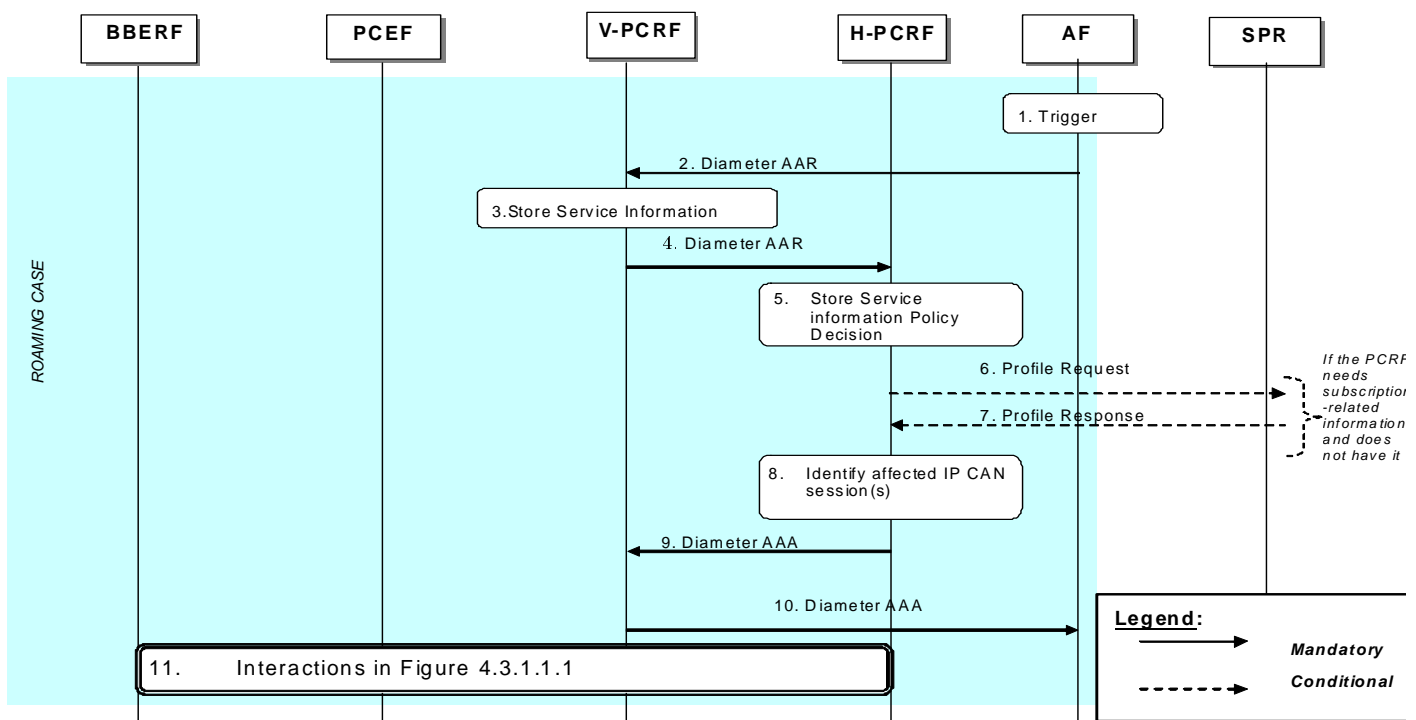 BBERF
PCEF
V-PCRF
H-PCRF
AF
SPR
1. Trigger
2. Diameter AAR
3.Store Service Information
4. Diameter AAR
5. Store Service
information Policy
Decision
ROAMING CASE
6. Profile Request
7. Profile Response
If the PCRF
needs
subscription
-related
information
and does
not have it
8. Identify affected IP CAN
session(s)
9. Diameter AAA
10. Diameter AAA
11. Interactions in Figure 4.3.1.1.1
Legend:
Mandatory
Conditional